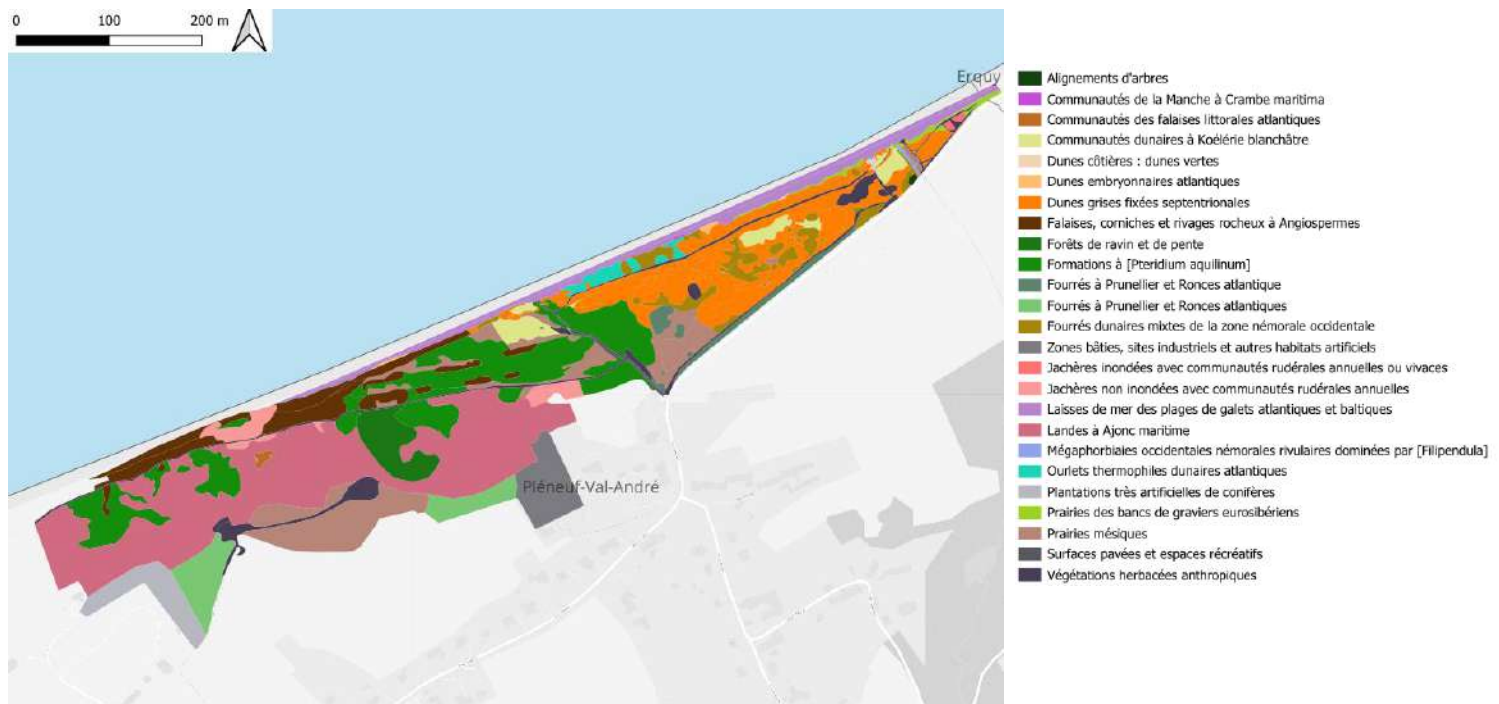 0 100 200 m
Erquy
Pléneuf-Val-André
Alignements d'arbres
Communautés de la Manche à Crambe maritima
Communautés des falaises littorales atlantiques
Communautés dunaires à Koélérie blanchâtre
Dunes côtières : dunes vertes
Dunes embryonnaires atlantiques
Dunes grises fixées septentrionales
Falaises, corniches et rivages rocheux à Angiospermes
Forêts de ravin et de pente
Formations à [Pteridium aquilinum]
Fourrés à Prunellier et Ronces atlantique
Fourrés à Prunellier et Ronces atlantiques
Fourrés dunaires mixtes de la zone némorale occidentale
Zones bâties, sites industriels et autres habitats artificiels
Jachères inondées avec communautés rudérales annuelles ou vivaces
Jachères non inondées avec communautés rudérales annuelles
Laisses de mer des plages de galets atlantiques et baltiques
Landes à Ajonc maritime
Mégaphorbiaies occidentales némorales rivulaires dominées par [Filipendula]
Ourlets thermophiles dunaires atlantiques
Plantations très artificielles de conifères
Prairies des bancs de graviers eurosibériens
Prairies mésiques
Surfaces pavées et espaces récréatifs
Végétations herbacées anthropiques